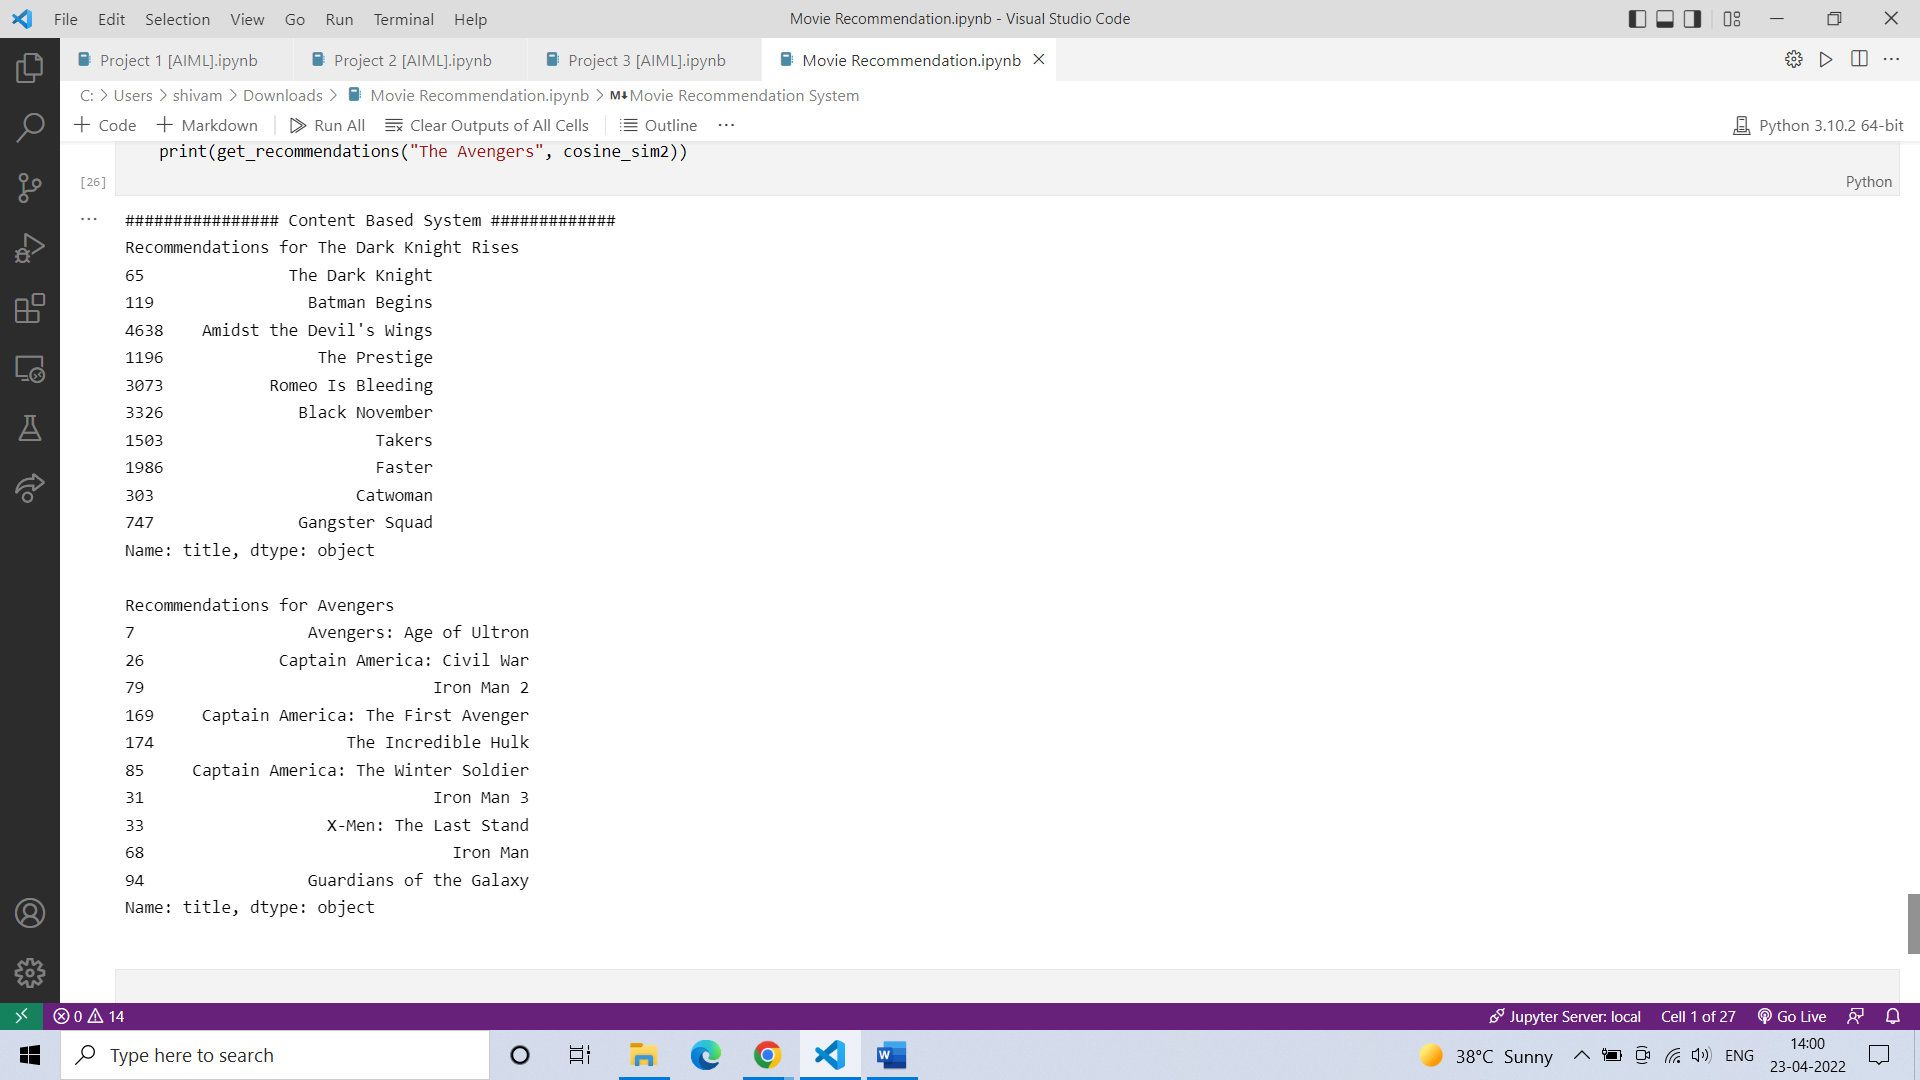 File Edit Selection View Go Run Terminal Help Movie Recommendation.ipynb - Visual Studio Code
Project 1 [AIML].ipynb Project 2 [AIML].ipynb Project 3 [AIML].ipynb Movie Recommendation.ipynb
C: > Users > shivam > Downloads > Movie Recommendation.ipynb > M↓Movie Recommendation System
+ Code + Markdown Run All Clear Outputs of All Cells Outline ... Python 3.10.2 64-bit
print(get_recommendations("The Avengers", cosine_sim2))
[26] Python
################ Content Based System #############
Recommendations for The Dark Knight Rises
65 The Dark Knight
119 Batman Begins
4638 Amidst the Devil's Wings
1196 The Prestige
3073 Romeo Is Bleeding
3326 Black November
1503 Takers
1986 Faster
303 Catwoman
747 Gangster Squad
Name: title, dtype: object
Recommendations for Avengers
7 Avengers: Age of Ultron
26 Captain America: Civil War
79 Iron Man 2
169 Captain America: The First Avenger
174 The Incredible Hulk
85 Captain America: The Winter Soldier
31 Iron Man 3
33 X-Men: The Last Stand
68 Iron Man
94 Guardians of the Galaxy
Name: title, dtype: object
0 14 Jupyter Server: local Cell 1 of 27 Go Live
Type here to search 38°C Sunny ENG 14:00
23-04-2022